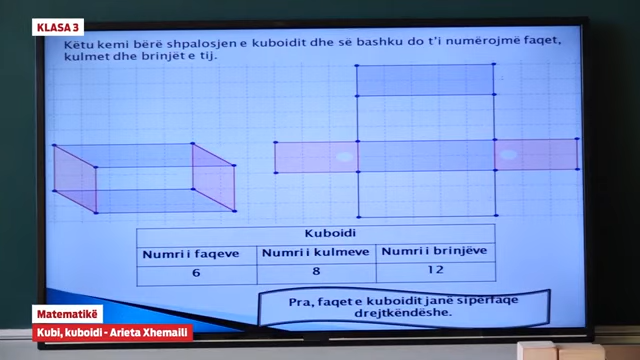 KLASA 3
Këtu kemi bërë shpalosjen e kuboidit dhe së bashku do t'i numërojmë faqet,
kulmet dhe brinjët e tij.
Kuboidi
Numri i faqeve Numri i kulmeve Numri i brinjëve
6 8 12
Pra, faqet e kuboidit janë sipërfaqe
drejtkëndëshe.
Matematikë
Kubi, kuboidi - Arieta Xhemaili